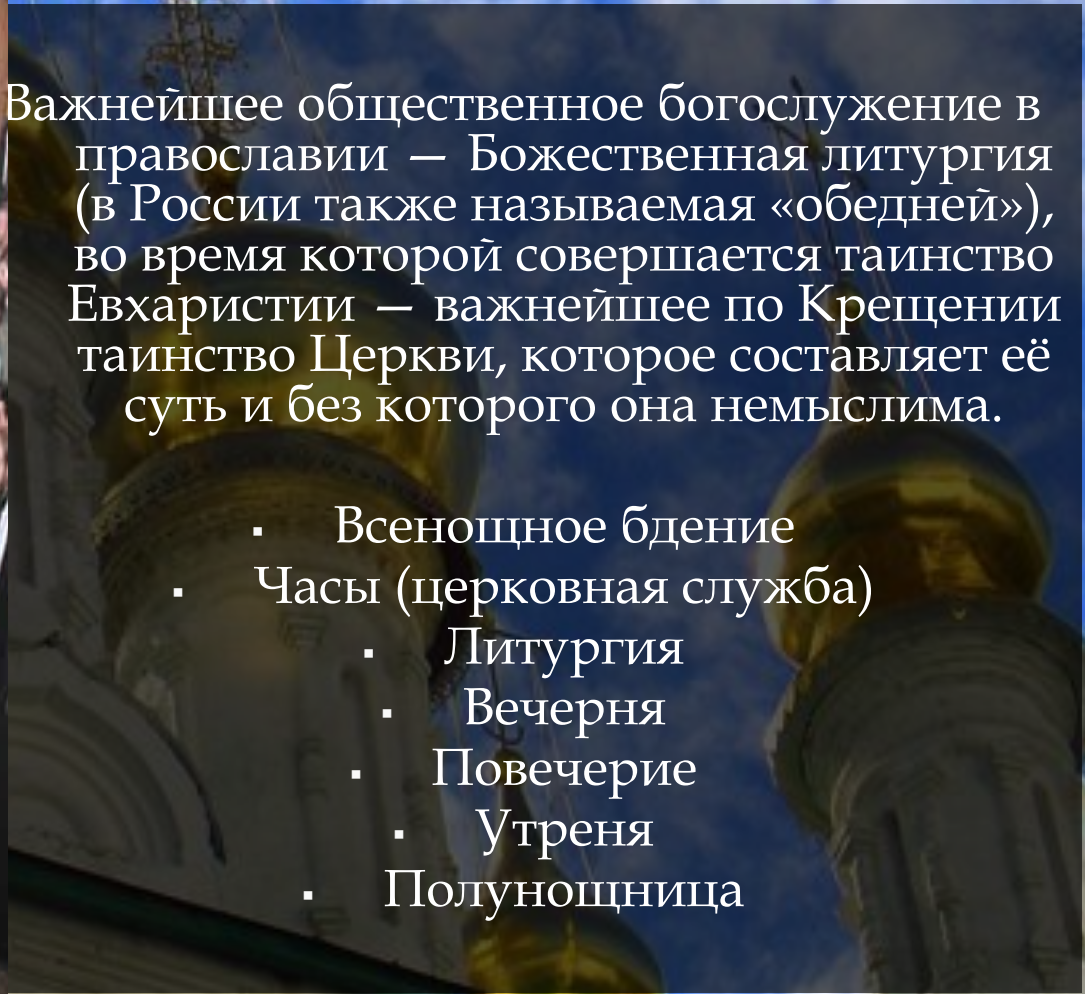 Важнейшее общественное богослужение в
православии — Божественная литургия
(в России также называемая «обедней»),
во время которой совершается таинство
Евхаристии — важнейшее по Крещении
таинство Церкви, которое составляет её
суть и без которого она немыслима.
▪ Всенощное бдение
▪ Часы (церковная служба)
▪ Литургия
▪ Вечерня
▪ Повечерие
▪ Утреня
▪ Полунощница